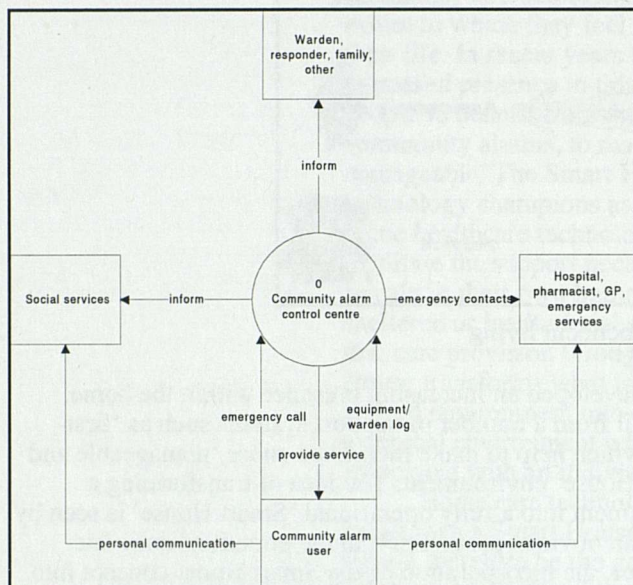 Warden,
responder, family,
other
inform
0
Community alarm
control centre
Social services
inform
emergency contacts
Hospital,
pharmacist, GP,
emergency
services
emergency call
equipment/
warden log
provide service
personal communication
Community alarm
user
personal communication